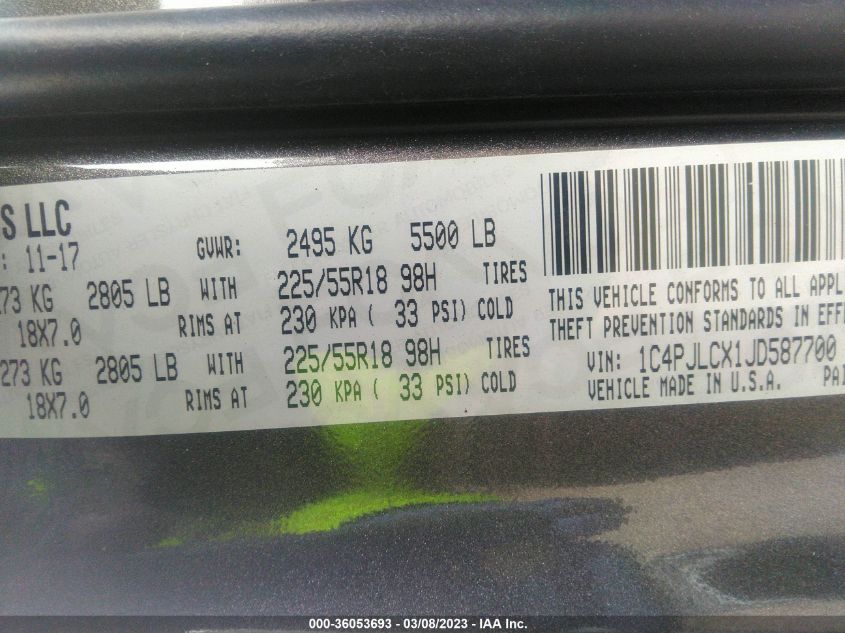 S LLC
: 11-17
GVWR: 2495 KG 5500 LB
273 KG 2805 LB WITH 225/55R18 98H TIRES
18X7.0 RIMS AT 230 KPA ( 33 PSI) COLD
273 KG 2805 LB WITH 225/55R18 98H TIRES
18X7.0 RIMS AT 230 KPA ( 33 PSI) COLD
THIS VEHICLE CONFORMS TO ALL APPL
THEFT PREVENTION STANDARDS IN EFF
VIN: 1C4PJLCX1JD587700
VEHICLE MADE IN U.S.A. PAI
000-36053693 - 03/08/2023 - IAA Inc.